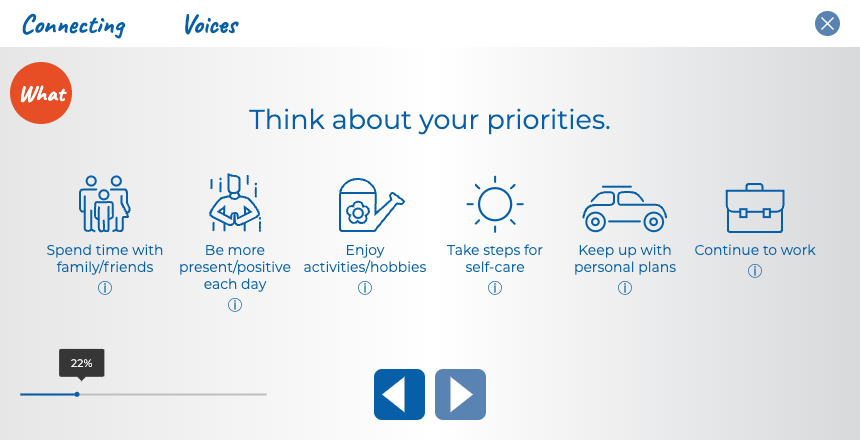 Connecting Voices
What
Think about your priorities.
Spend time with
family/friends
Be more
present/positive
each day
Enjoy
activities/hobbies
Take steps for
self-care
Keep up with
personal plans
Continue to work
22%